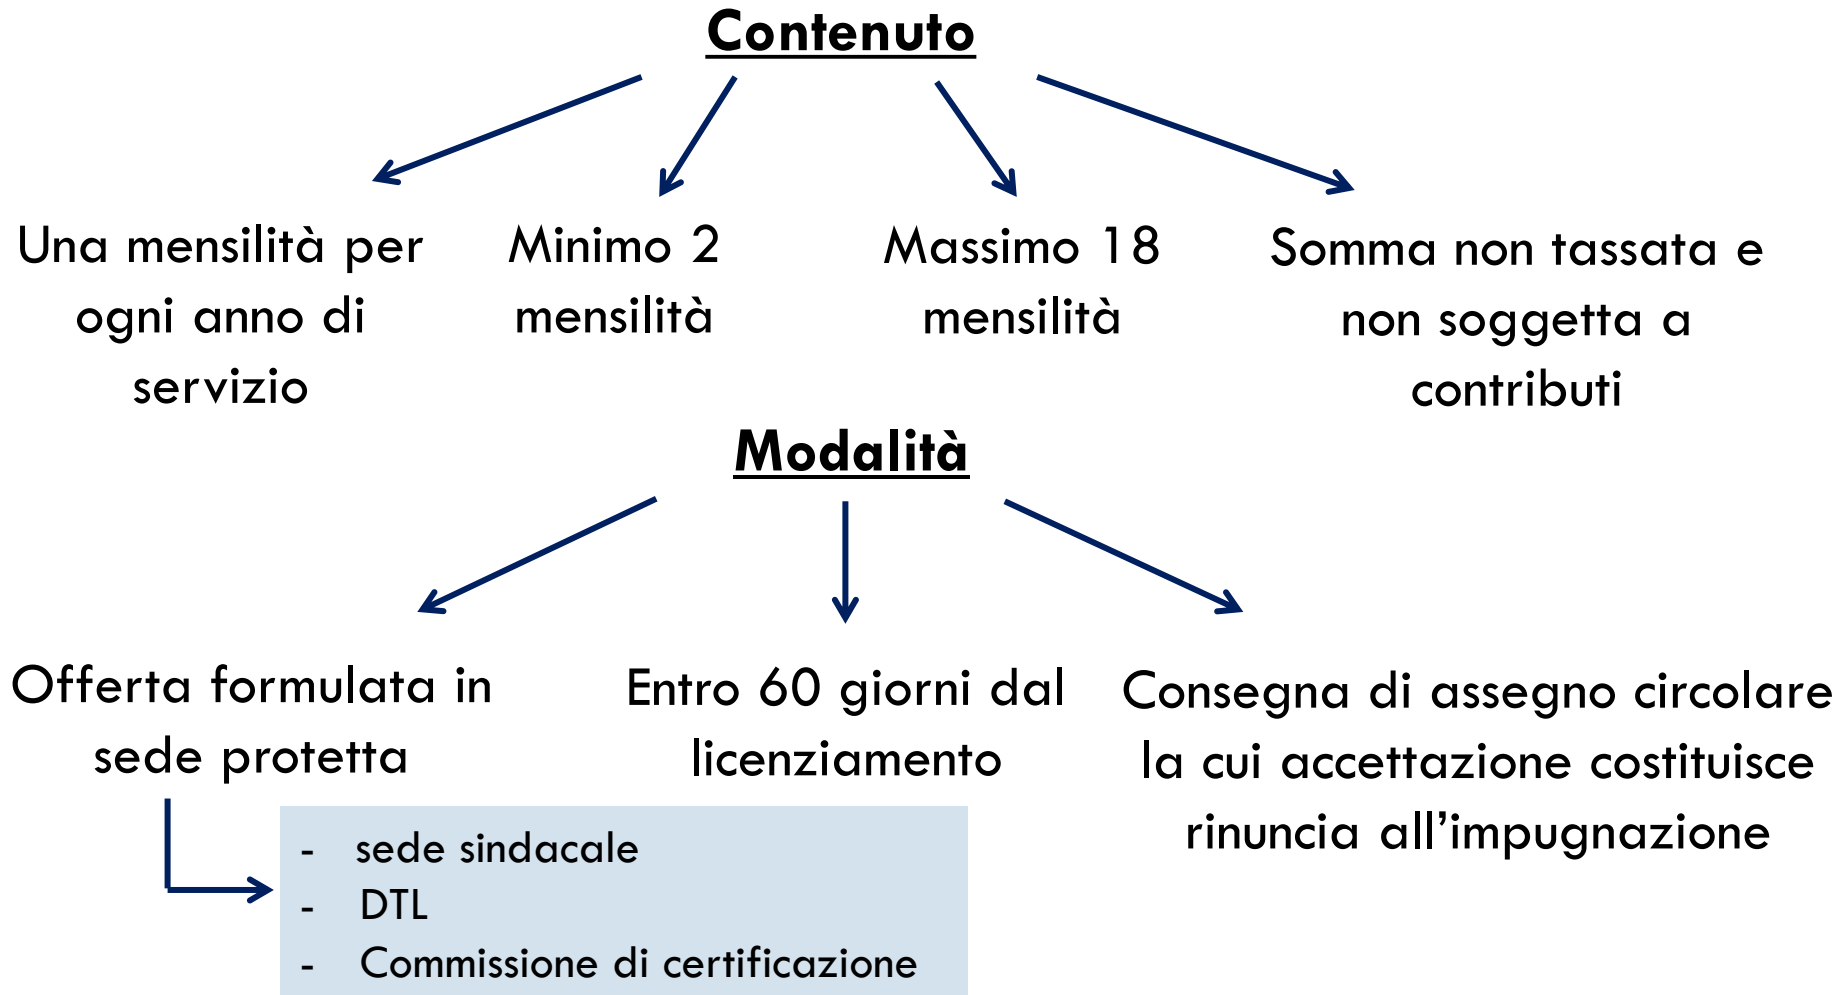 Contenuto
Una mensilità per
ogni anno di
servizio
Minimo 2
mensilità
Massimo 18
mensilità
Somma non tassata e
non soggetta a
contributi
Modalità
Offerta formulata in
sede protetta
- sede sindacale
- DTL
- Commissione di certificazione
Entro 60 giorni dal
licenziamento
Consegna di assegno circolare
la cui accettazione costituisce
rinuncia all’impugnazione